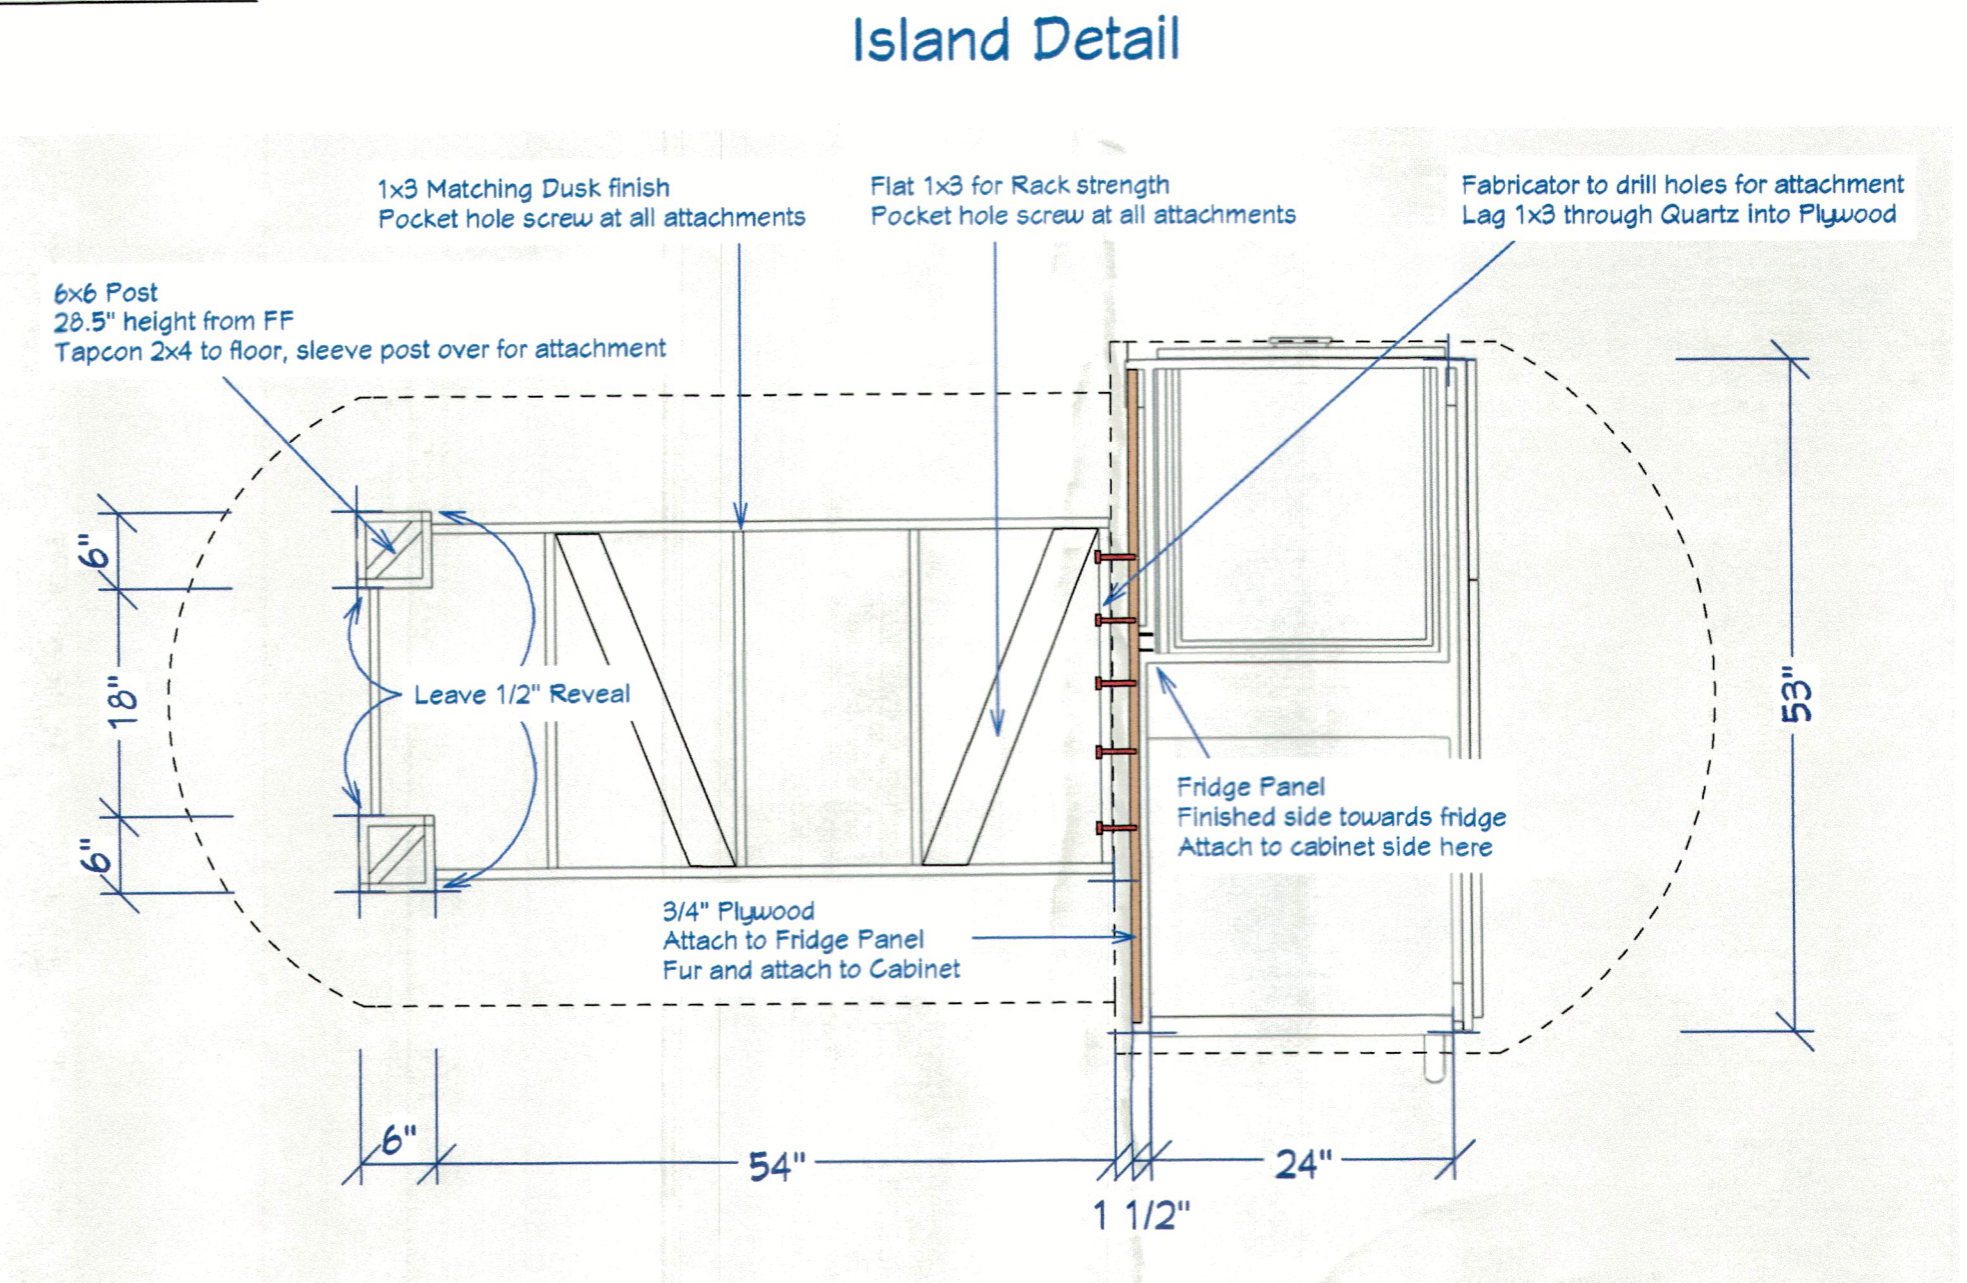 Island Detail
1x3 Matching Dusk finish
Pocket hole screw at all attachments
Flat 1x3 for Rack strength
Pocket hole screw at all attachments
Fabricator to drill holes for attachment
Lag 1x3 through Quartz into Plywood
6x6 Post
28.5" height from FF
Tapcon 2x4 to floor, sleeve post over for attachment
6"
18"
6"
Leave 1/2" Reveal
53"
Fridge Panel
Finished side towards fridge
Attach to cabinet side here
3/4" Plywood
Attach to Fridge Panel
Fur and attach to Cabinet
6"
54"
24"
1 1/2"